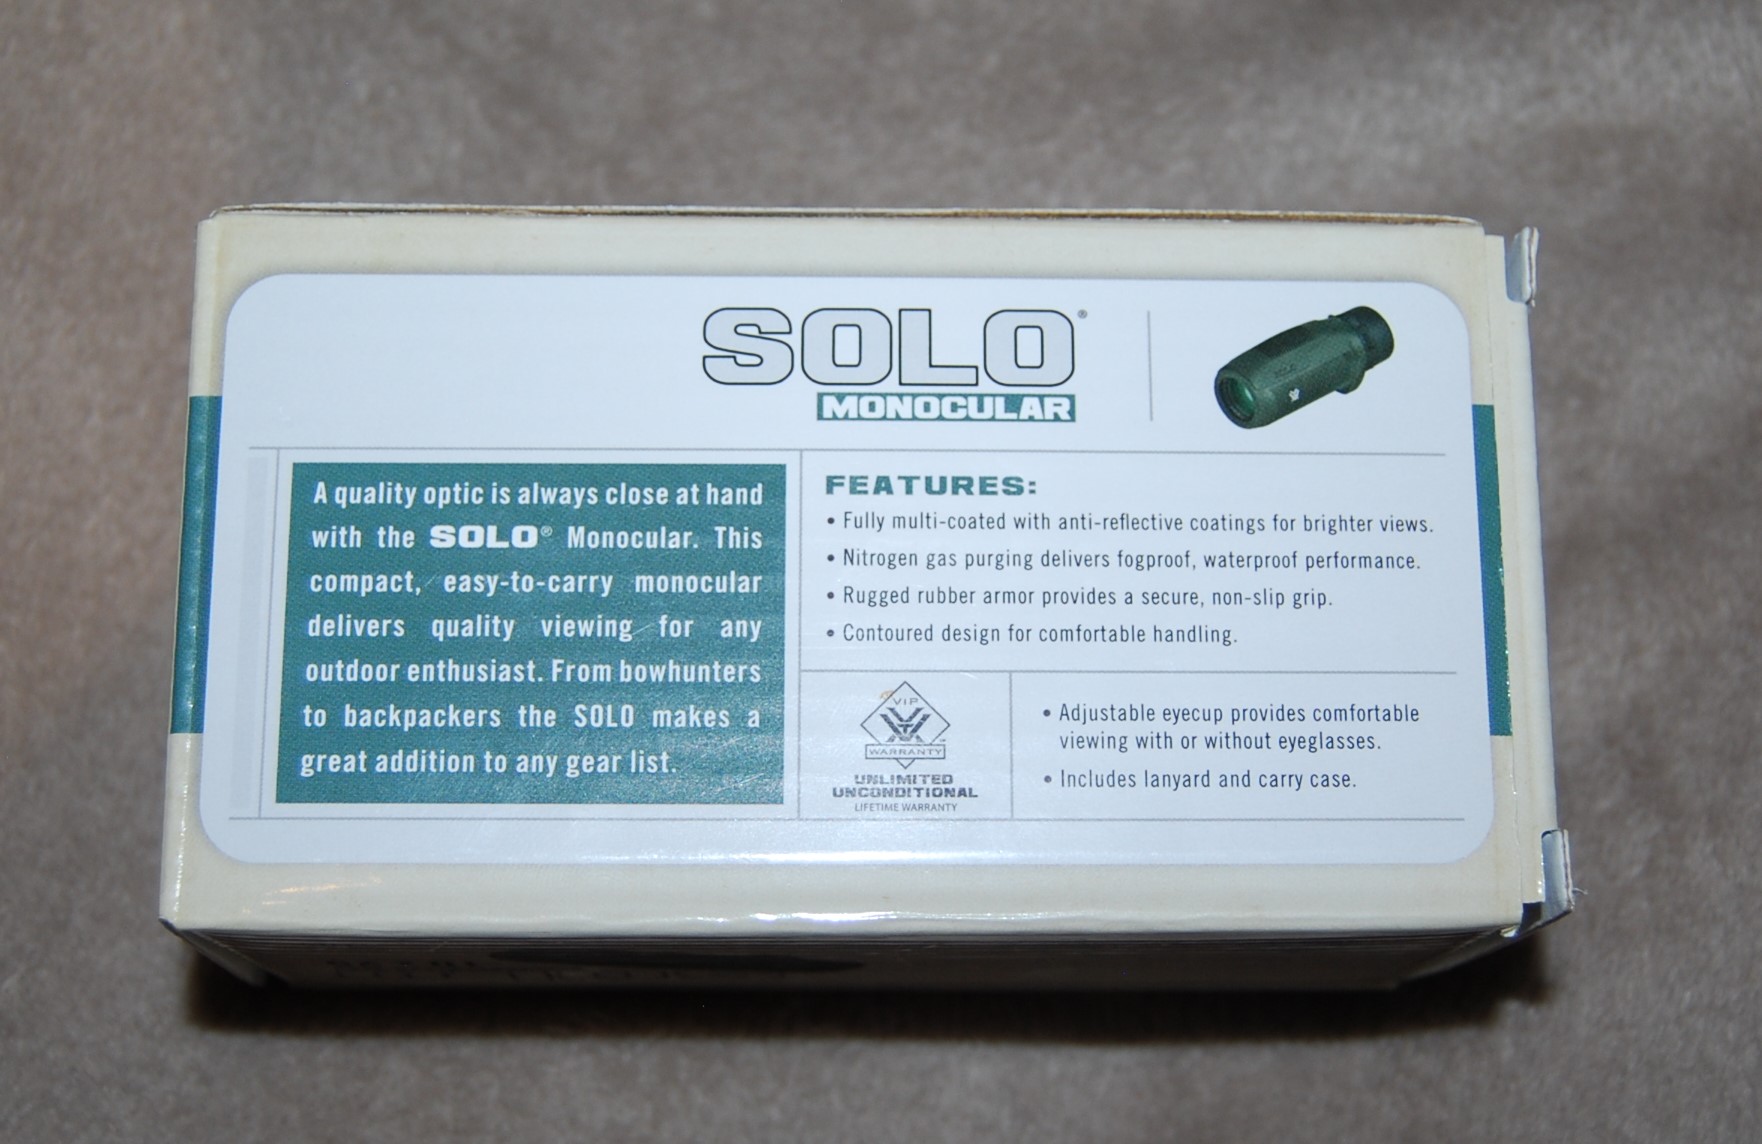 SOLO®
MONOCULAR
A quality optic is always close at hand
with the SOLO® Monocular. This
compact, easy-to-carry monocular
delivers quality viewing for any
outdoor enthusiast. From bowhunters
to backpackers the SOLO makes a
great addition to any gear list.
FEATURES:
• Fully multi-coated with anti-reflective coatings for brighter views.
• Nitrogen gas purging delivers fogproof, waterproof performance.
• Rugged rubber armor provides a secure, non-slip grip.
• Contoured design for comfortable handling.
VIP
WARRANTY
UNLIMITED
UNCONDITIONAL
LIFETIME WARRANTY
• Adjustable eyecup provides comfortable
viewing with or without eyeglasses.
• Includes lanyard and carry case.